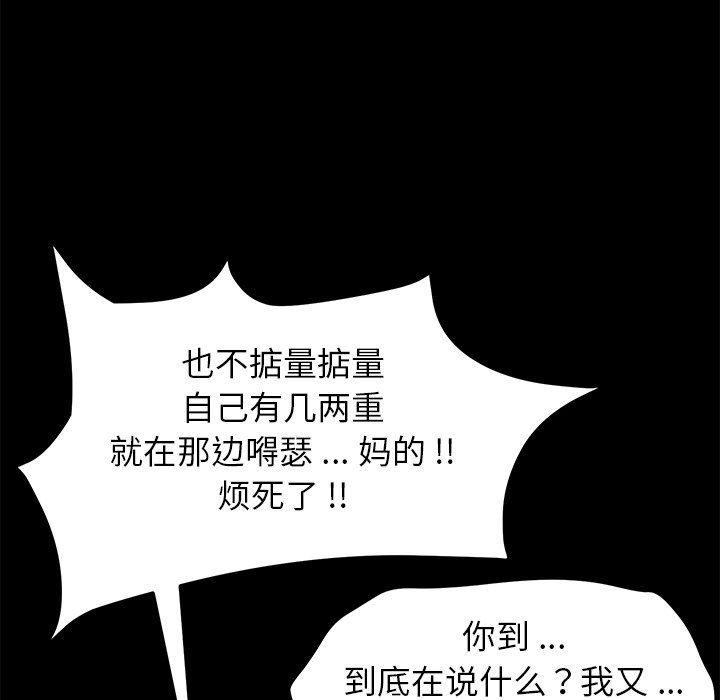 也不掂量掂量
自己有几两重
就在那边嘚瑟 ... 妈的 !!
烦死了 !!
你到 ...
到底在说什么？我又 ...